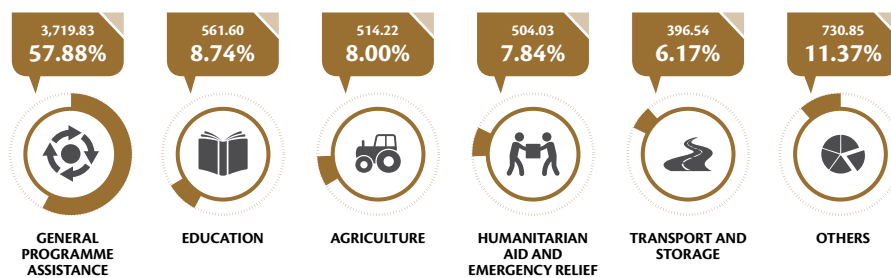 3,719.83
57.88%
561.60
8.74%
514.22
8.00%
504.03
7.84%
396.54
6.17%
730.85
11.37%
GENERAL
PROGRAMME
ASSISTANCE
EDUCATION
AGRICULTURE
HUMANITARIAN
AID AND
EMERGENCY RELIEF
TRANSPORT AND
STORAGE
OTHERS